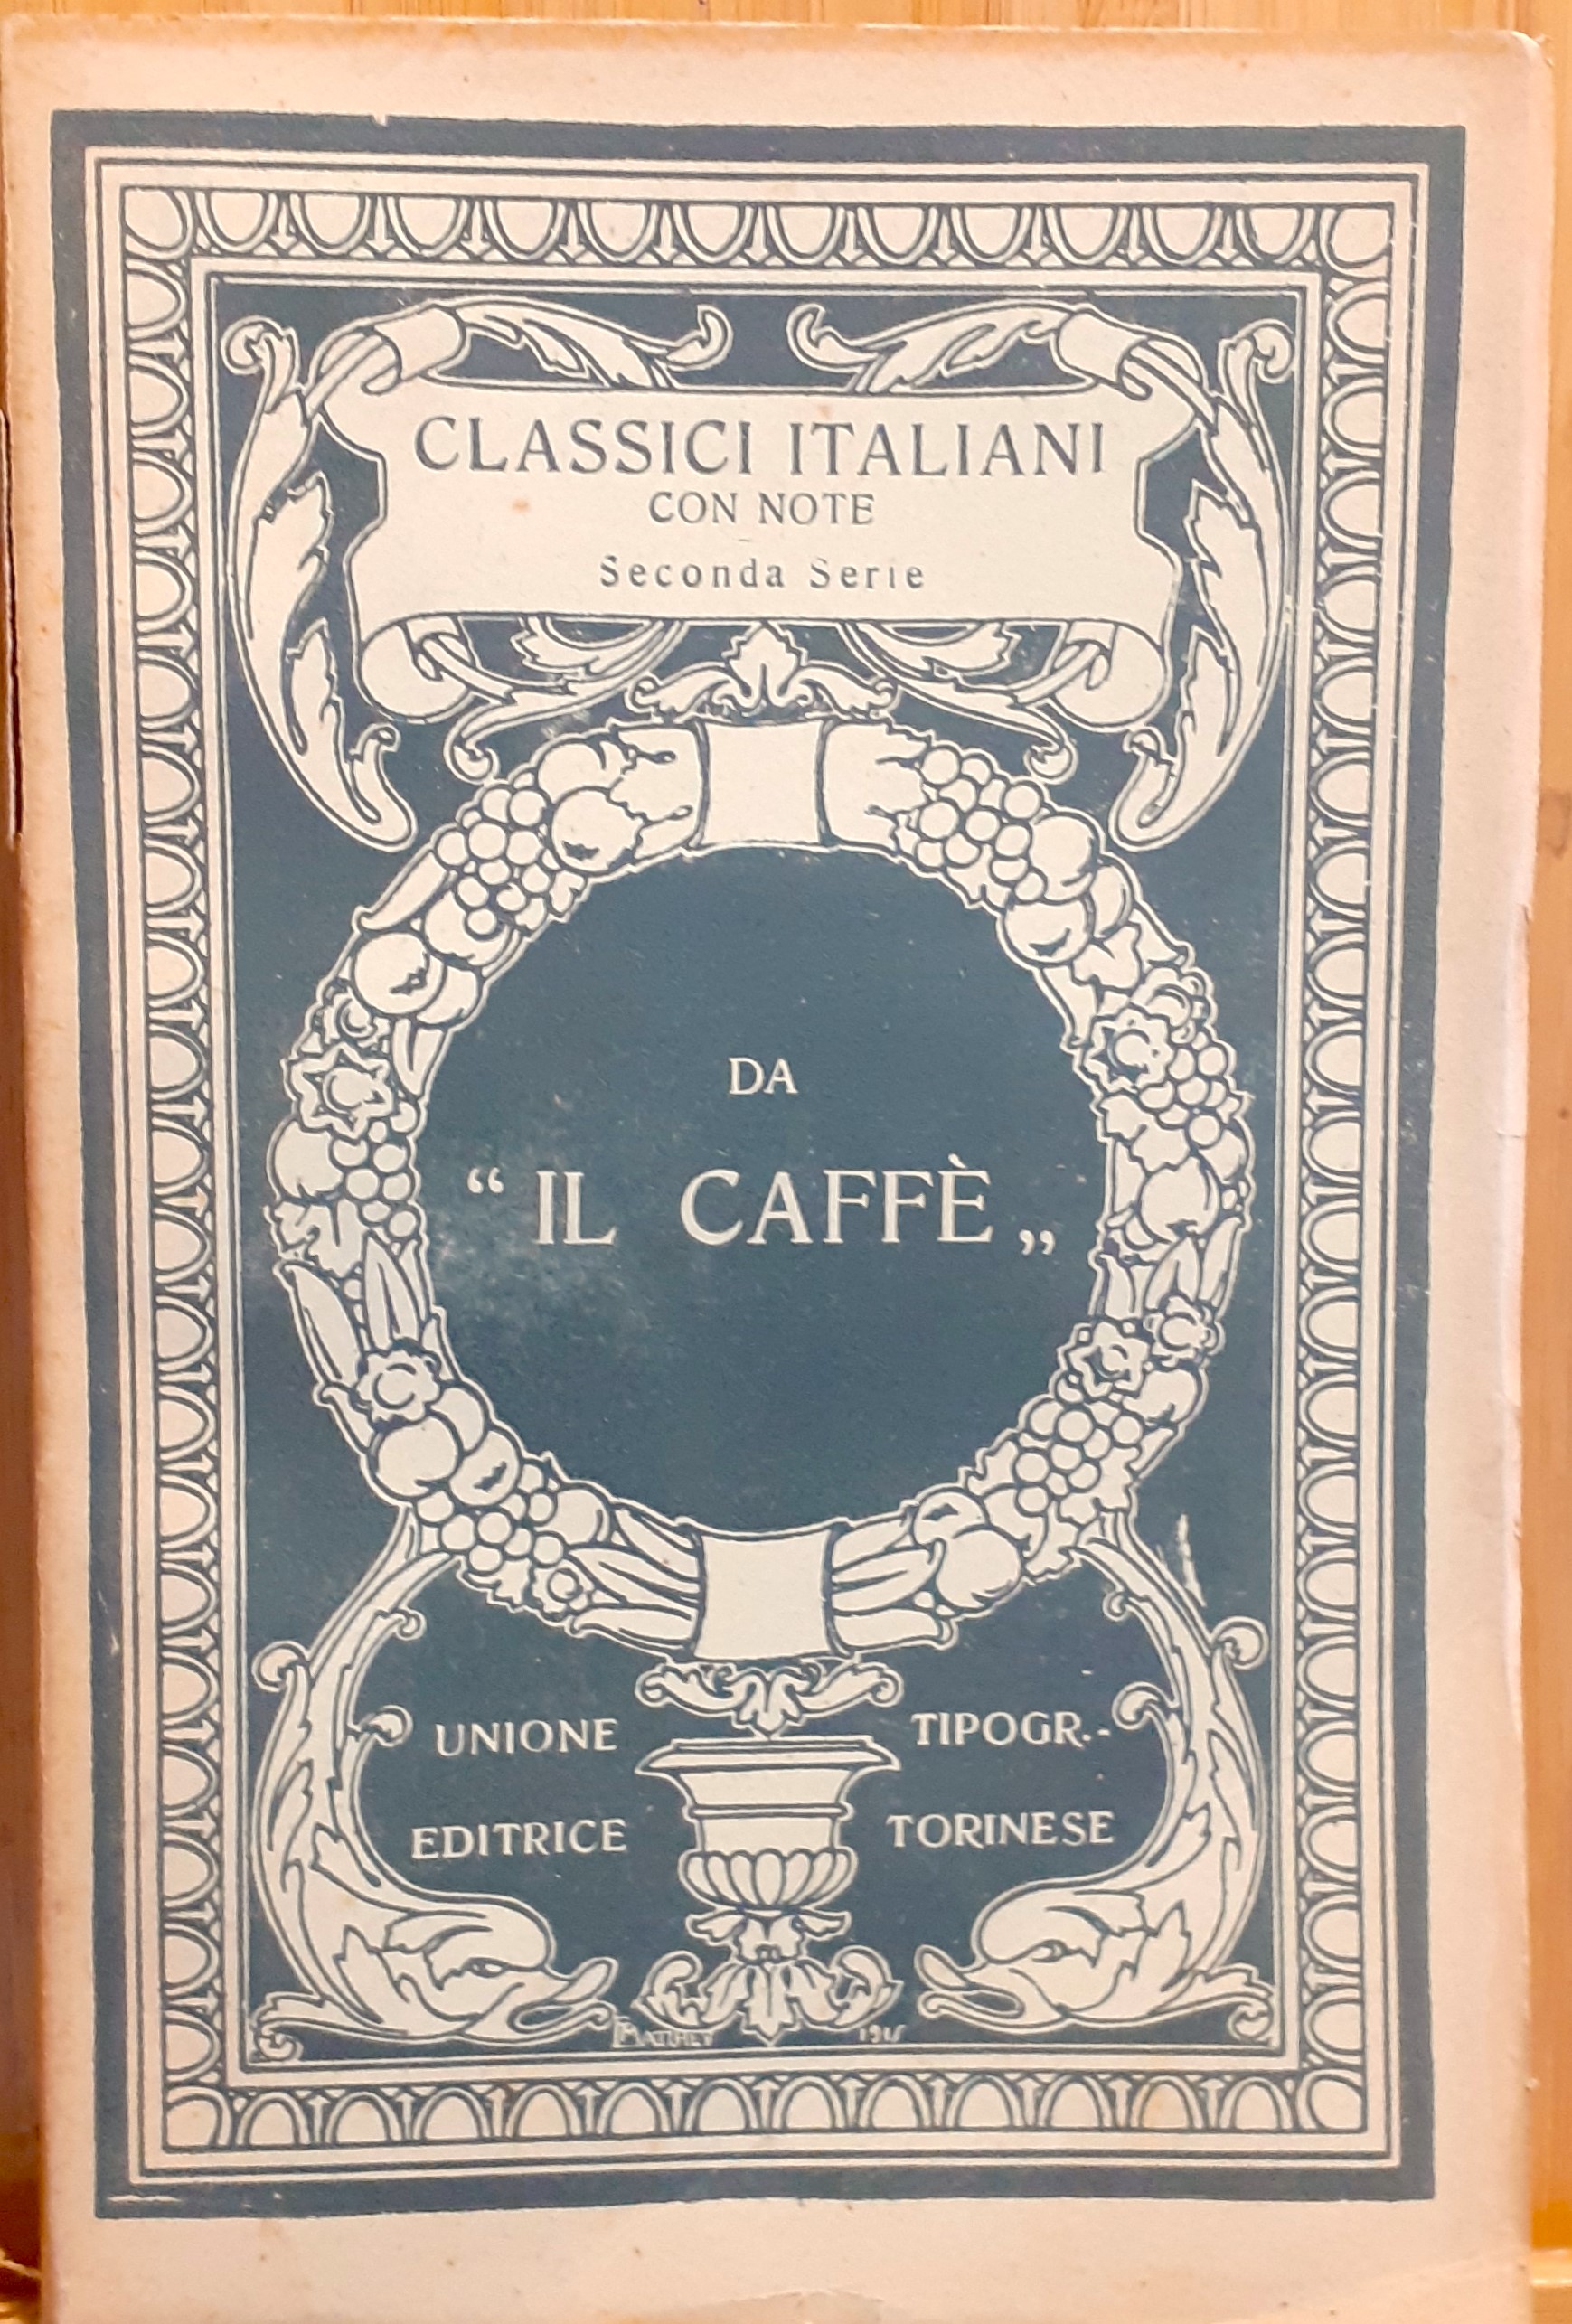 CLASSICI ITALIANI
CON NOTE
Seconda Serie
DA
“ IL CAFFÈ „
UNIONE TIPOGR.-
EDITRICE TORINESE